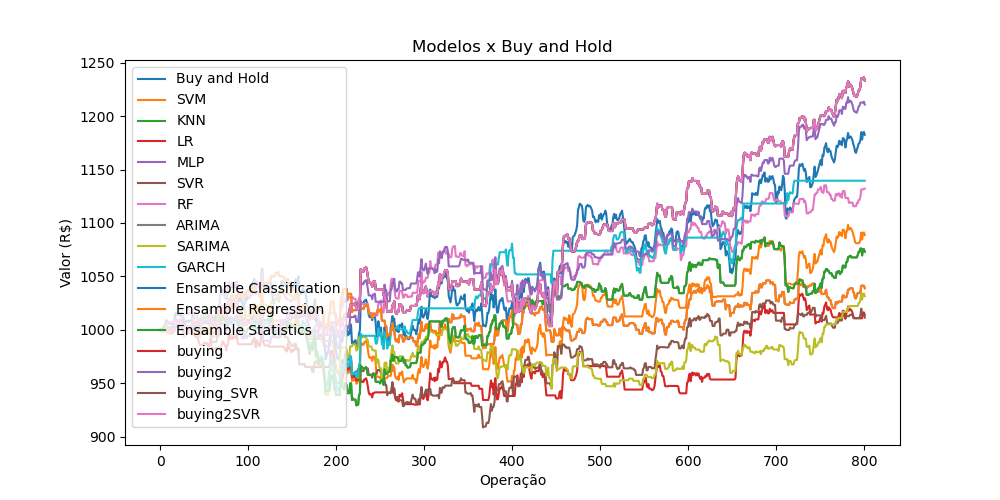 Modelos x Buy and Hold
Valor (R$)
1250
1200
1150
1100
1050
1000
950
900
Buy and Hold
SVM
KNN
LR
MLP
SVR
RF
ARIMA
SARIMA
GARCH
Ensamble Classification
Ensamble Regression
Ensamble Statistics
buying
buying2
buying_SVR
buying2SVR
0 100 200 300 400 500 600 700 800
Operação